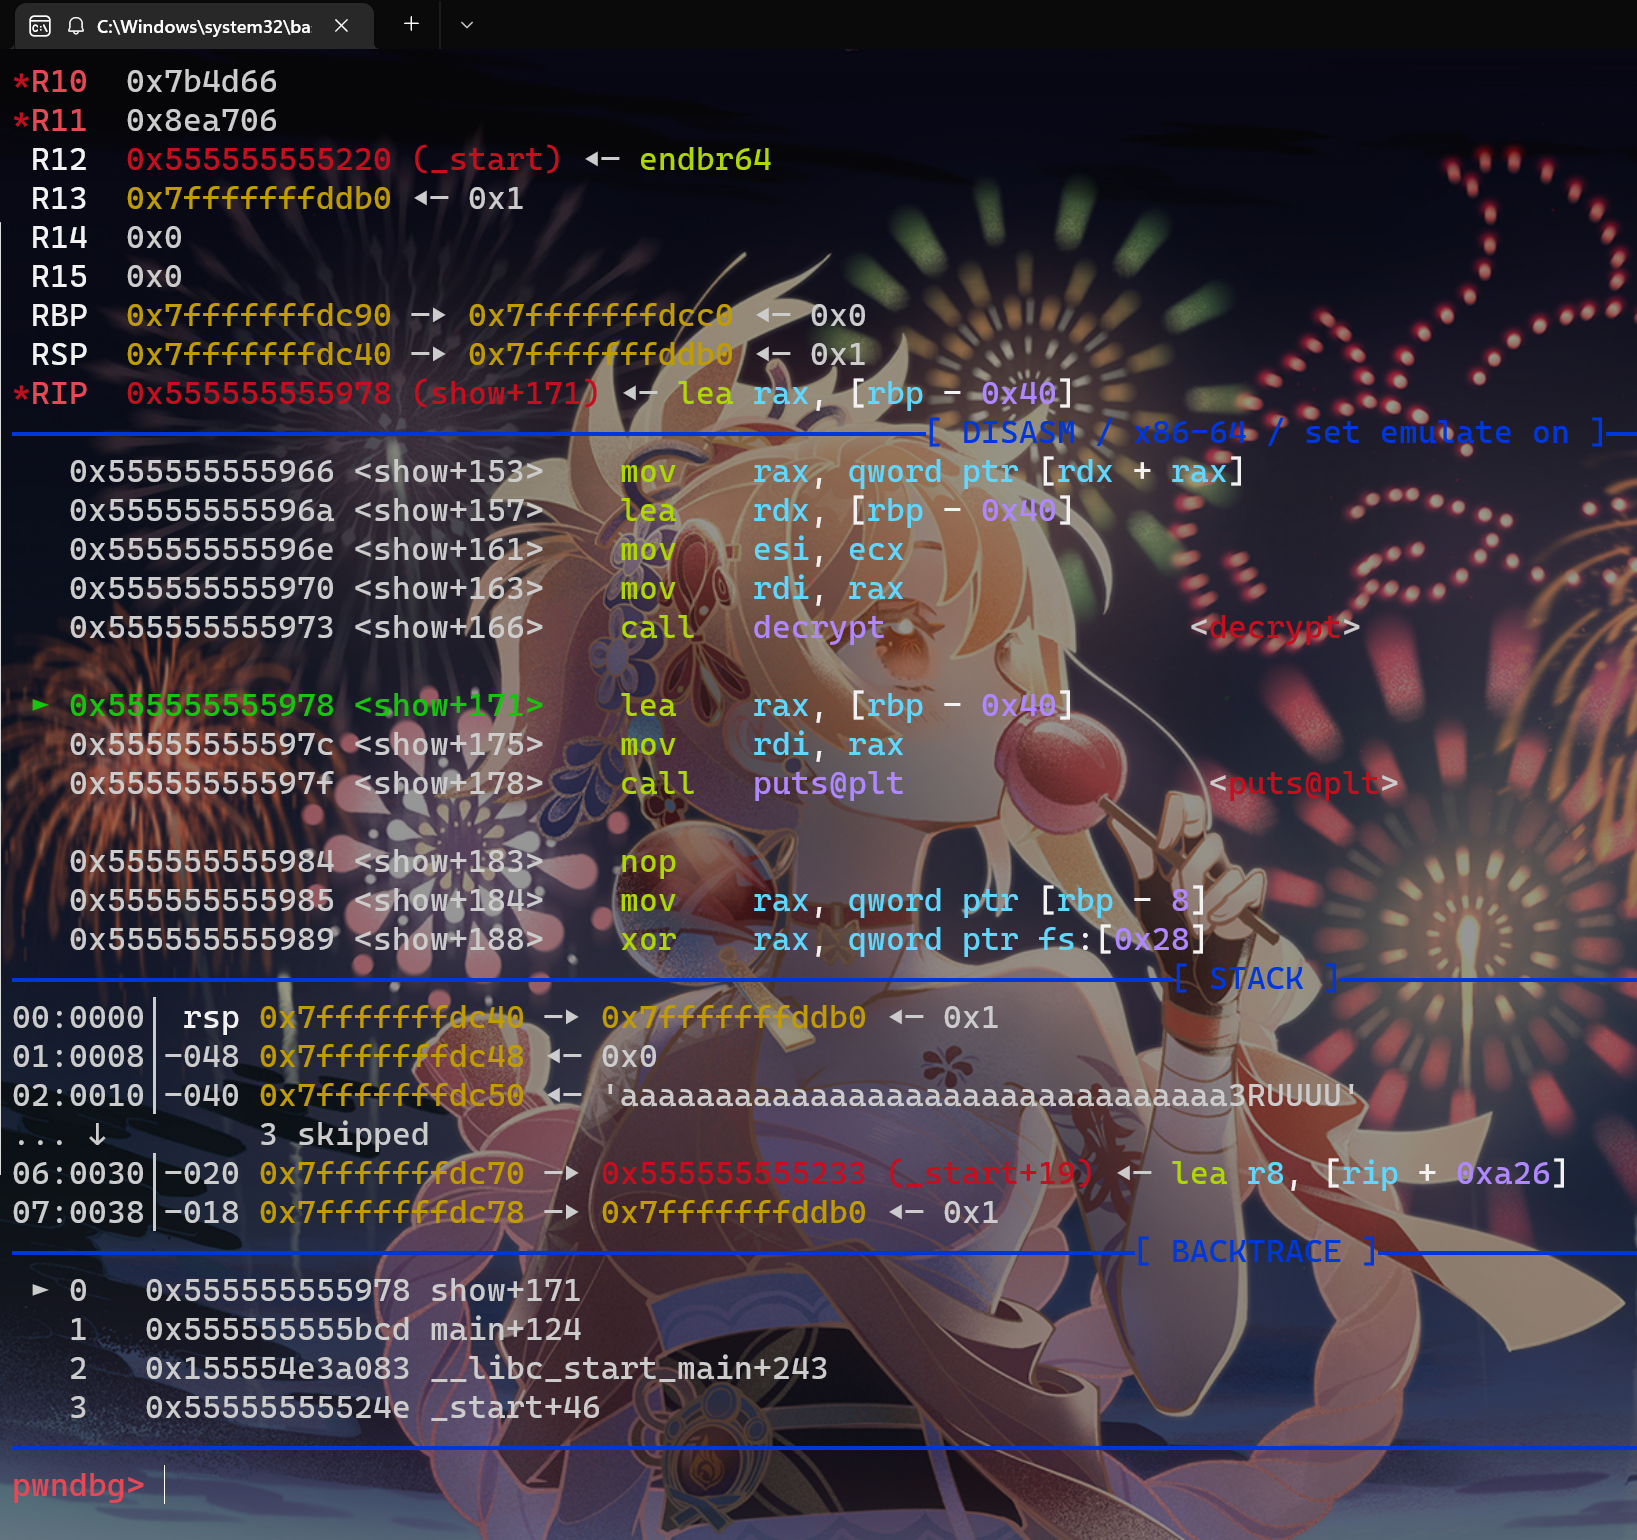 C:\Windows\system32\ba
*R10 0x7b4d66
*R11 0x8ea706
R12 0x555555555220 (_start) ◂— endbr64
R13 0x7fffffffddb0 ◂— 0x1
R14 0x0
R15 0x0
RBP 0x7fffffffdc90 —▸ 0x7fffffffdcc0 ◂— 0x0
RSP 0x7fffffffdc40 —▸ 0x7fffffffddb0 ◂— 0x1
*RIP 0x555555555978 (show+171) ◂— lea rax, [rbp - 0x40]
[ DISASM / x86-64 / set emulate on ]
0x555555555966 <show+153> mov rax, qword ptr [rdx + rax]
0x55555555596a <show+157> lea rdx, [rbp - 0x40]
0x55555555596e <show+161> mov esi, ecx
0x555555555970 <show+163> mov rdi, rax
0x555555555973 <show+166> call decrypt <decrypt>
► 0x555555555978 <show+171> lea rax, [rbp - 0x40]
0x55555555597c <show+175> mov rdi, rax
0x55555555597f <show+178> call puts@plt <puts@plt>
0x555555555984 <show+183> nop
0x555555555985 <show+184> mov rax, qword ptr [rbp - 8]
0x555555555989 <show+188> xor rax, qword ptr fs:[0x28]
[ STACK ]
00:0000│ rsp 0x7fffffffdc40 —▸ 0x7fffffffddb0 ◂— 0x1
01:0008│-048 0x7fffffffdc48 ◂— 0x0
02:0010│-040 0x7fffffffdc50 ◂— 'aaaaaaaaaaaaaaaaaaaaaaaaaaaaaaaa3RUUUU'
... ↓ 3 skipped
06:0030│-020 0x7fffffffdc70 —▸ 0x555555555233 (_start+19) ◂— lea r8, [rip + 0xa26]
07:0038│-018 0x7fffffffdc78 —▸ 0x7fffffffddb0 ◂— 0x1
[ BACKTRACE ]
► 0 0x555555555978 show+171
1 0x555555555bcd main+124
2 0x155554e3a083 __libc_start_main+243
3 0x55555555524e _start+46
pwndbg>